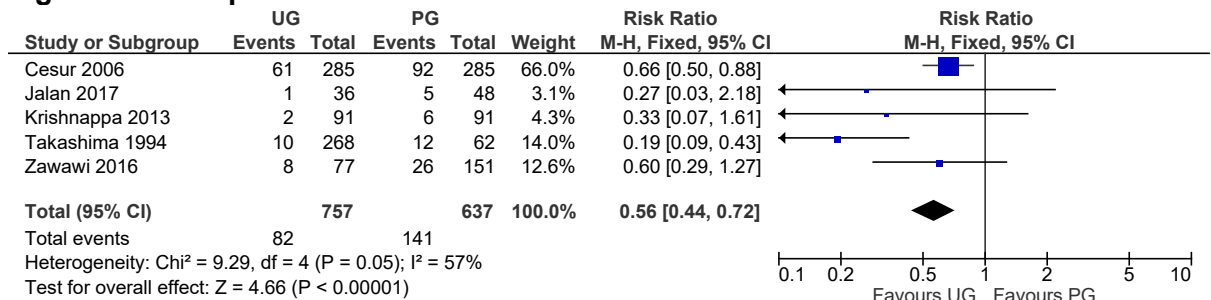 UG PG Risk Ratio Risk Ratio
Study or Subgroup Events Total Events Total Weight M-H, Fixed, 95% CI M-H, Fixed, 95% CI
Cesur 2006 61 285 92 285 66.0% 0.66 [0.50, 0.88]
Jalan 2017 1 36 5 48 3.1% 0.27 [0.03, 2.18]
Krishnappa 2013 2 91 6 91 4.3% 0.33 [0.07, 1.61]
Takashima 1994 10 268 12 62 14.0% 0.19 [0.09, 0.43]
Zawawi 2016 8 77 26 151 12.6% 0.60 [0.29, 1.27]
Total (95% CI) 757 637 100.0% 0.56 [0.44, 0.72]
Total events 82 141
Heterogeneity: Chi² = 9.29, df = 4 (P = 0.05); I² = 57%
Test for overall effect: Z = 4.66 (P < 0.00001)
0.1 0.2 0.5 1 2 5 10
Favours UG Favours PG